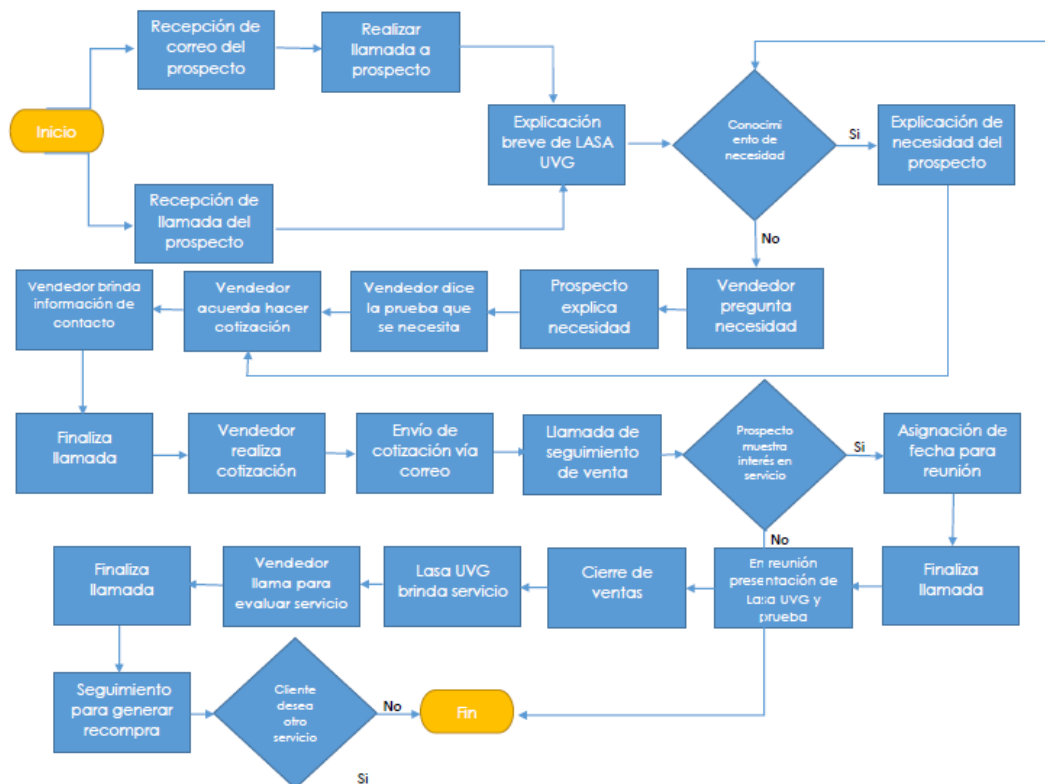 Recepción de
correo del
prospecto
Realizar
llamada a
prospecto
Inicio
Explicación
breve de LASA
UVG
Conocimi
ento de
necesidad
Si
Explicación de
necesidad del
prospecto
Recepción de
llamada del
prospecto
No
Vendedor brinda
información de
contacto
Vendedor
acuerda hacer
cotización
Vendedor dice
la prueba que
se necesita
Prospecto
explica
necesidad
Vendedor
pregunta
necesidad
Finaliza
llamada
Vendedor
realiza
cotización
Envío de
cotización vía
correo
Llamada de
seguimiento
de venta
Prospecto
muestra
interés en
servicio
Si
Asignación de
fecha para
reunión
No
Finaliza
llamada
Vendedor
llama para
evaluar servicio
Lasa UVG
brinda servicio
Cierre de
ventas
En reunión
presentación de
Lasa UVG y
prueba
Finaliza
llamada
Seguimiento
para generar
recompra
Cliente
desea
otro
servicio
No
Fin
Si